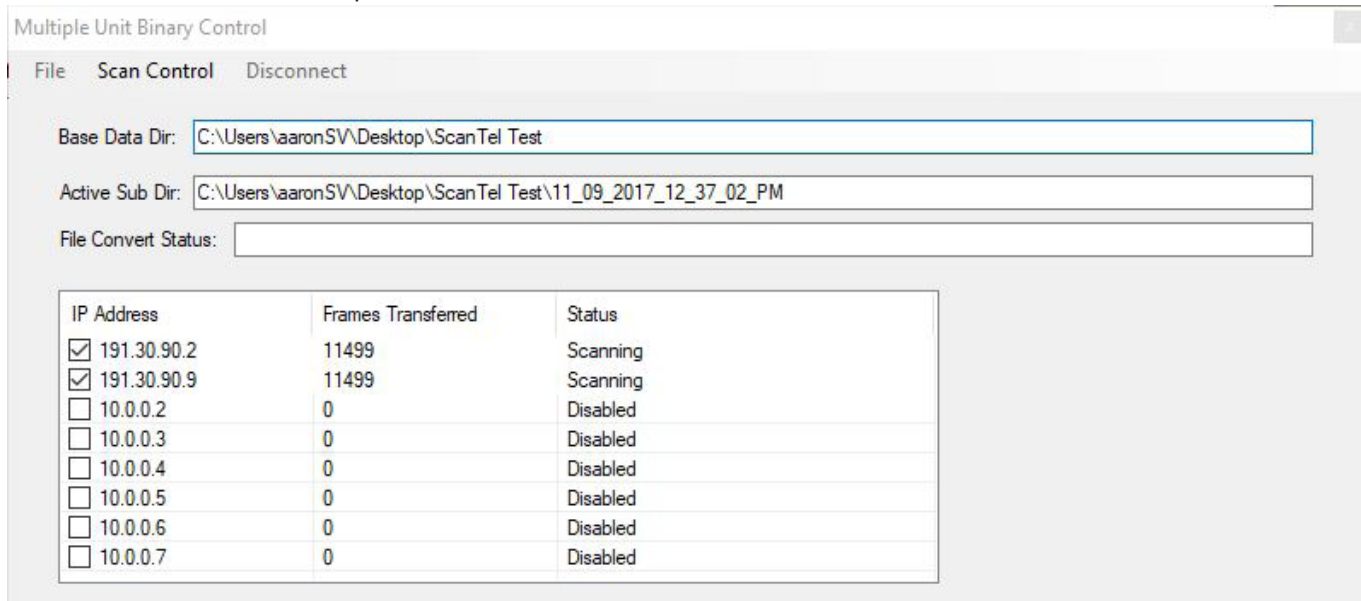 Multiple Unit Binary Control
File Scan Control Disconnect
Base Data Dir: C:\Users\aaronSV\Desktop\ScanTel Test
Active Sub Dir: C:\Users\aaronSV\Desktop\ScanTel Test\11_09_2017_12_37_02_PM
File Convert Status:
IP Address Frames Transferred Status
191.30.90.2 11499 Scanning
191.30.90.9 11499 Scanning
10.0.0.2 0 Disabled
10.0.0.3 0 Disabled
10.0.0.4 0 Disabled
10.0.0.5 0 Disabled
10.0.0.6 0 Disabled
10.0.0.7 0 Disabled